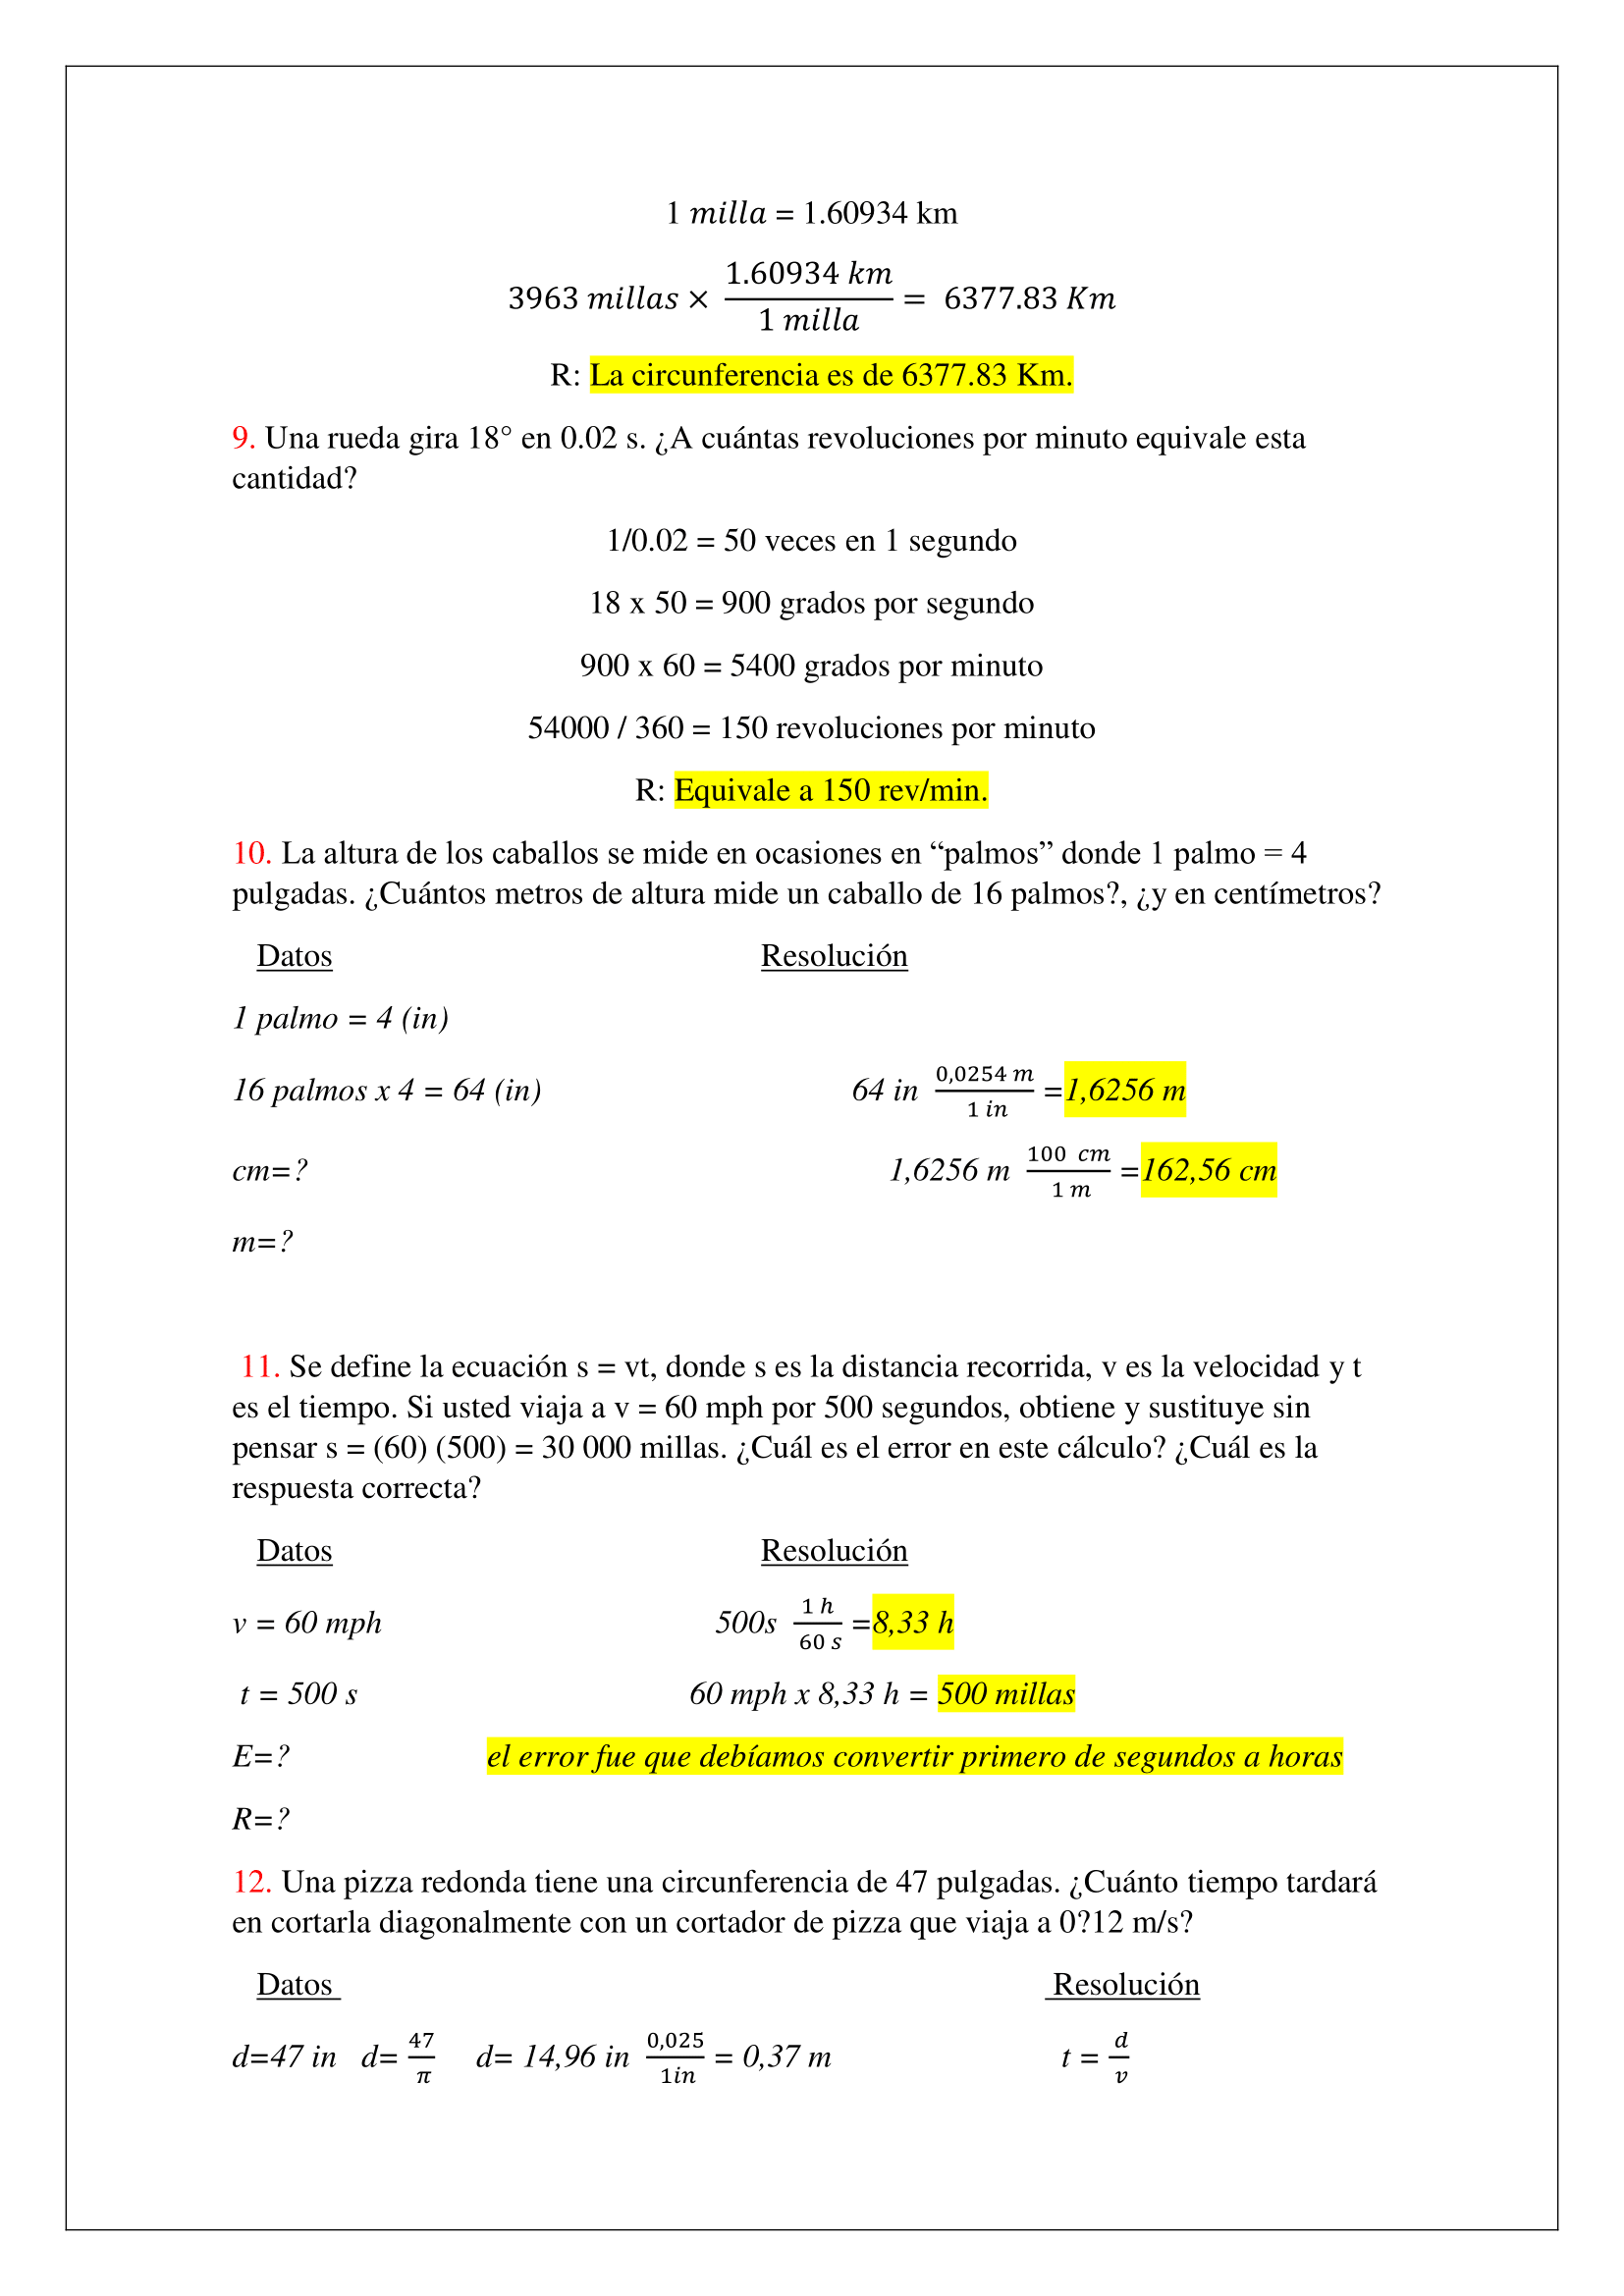 1 milla = 1.60934 km
3963 millas × 1.60934 km / 1 milla = 6377.83 Km
R: La circunferencia es de 6377.83 Km.
9. Una rueda gira 18° en 0.02 s. ¿A cuántas revoluciones por minuto equivale esta
cantidad?
1/0.02 = 50 veces en 1 segundo
18 x 50 = 900 grados por segundo
900 x 60 = 5400 grados por minuto
54000 / 360 = 150 revoluciones por minuto
R: Equivale a 150 rev/min.
10. La altura de los caballos se mide en ocasiones en “palmos” donde 1 palmo = 4
pulgadas. ¿Cuántos metros de altura mide un caballo de 16 palmos?, ¿y en centímetros?
Datos Resolución
1 palmo = 4 (in)
16 palmos x 4 = 64 (in) 64 in 0,0254 m / 1 in =1,6256 m
cm=? 1,6256 m 100 cm / 1 m =162,56 cm
m=?
11. Se define la ecuación s = vt, donde s es la distancia recorrida, v es la velocidad y t
es el tiempo. Si usted viaja a v = 60 mph por 500 segundos, obtiene y sustituye sin
pensar s = (60) (500) = 30 000 millas. ¿Cuál es el error en este cálculo? ¿Cuál es la
respuesta correcta?
Datos Resolución
v = 60 mph 500s 1 h / 60 s =8,33 h
t = 500 s 60 mph x 8,33 h = 500 millas
E=? el error fue que debíamos convertir primero de segundos a horas
R=?
12. Una pizza redonda tiene una circunferencia de 47 pulgadas. ¿Cuánto tiempo tardará
en cortarla diagonalmente con un cortador de pizza que viaja a 0?12 m/s?
Datos Resolución
d=47 in d= 47 / π d= 14,96 in 0,025 / 1in = 0,37 m t = d / v